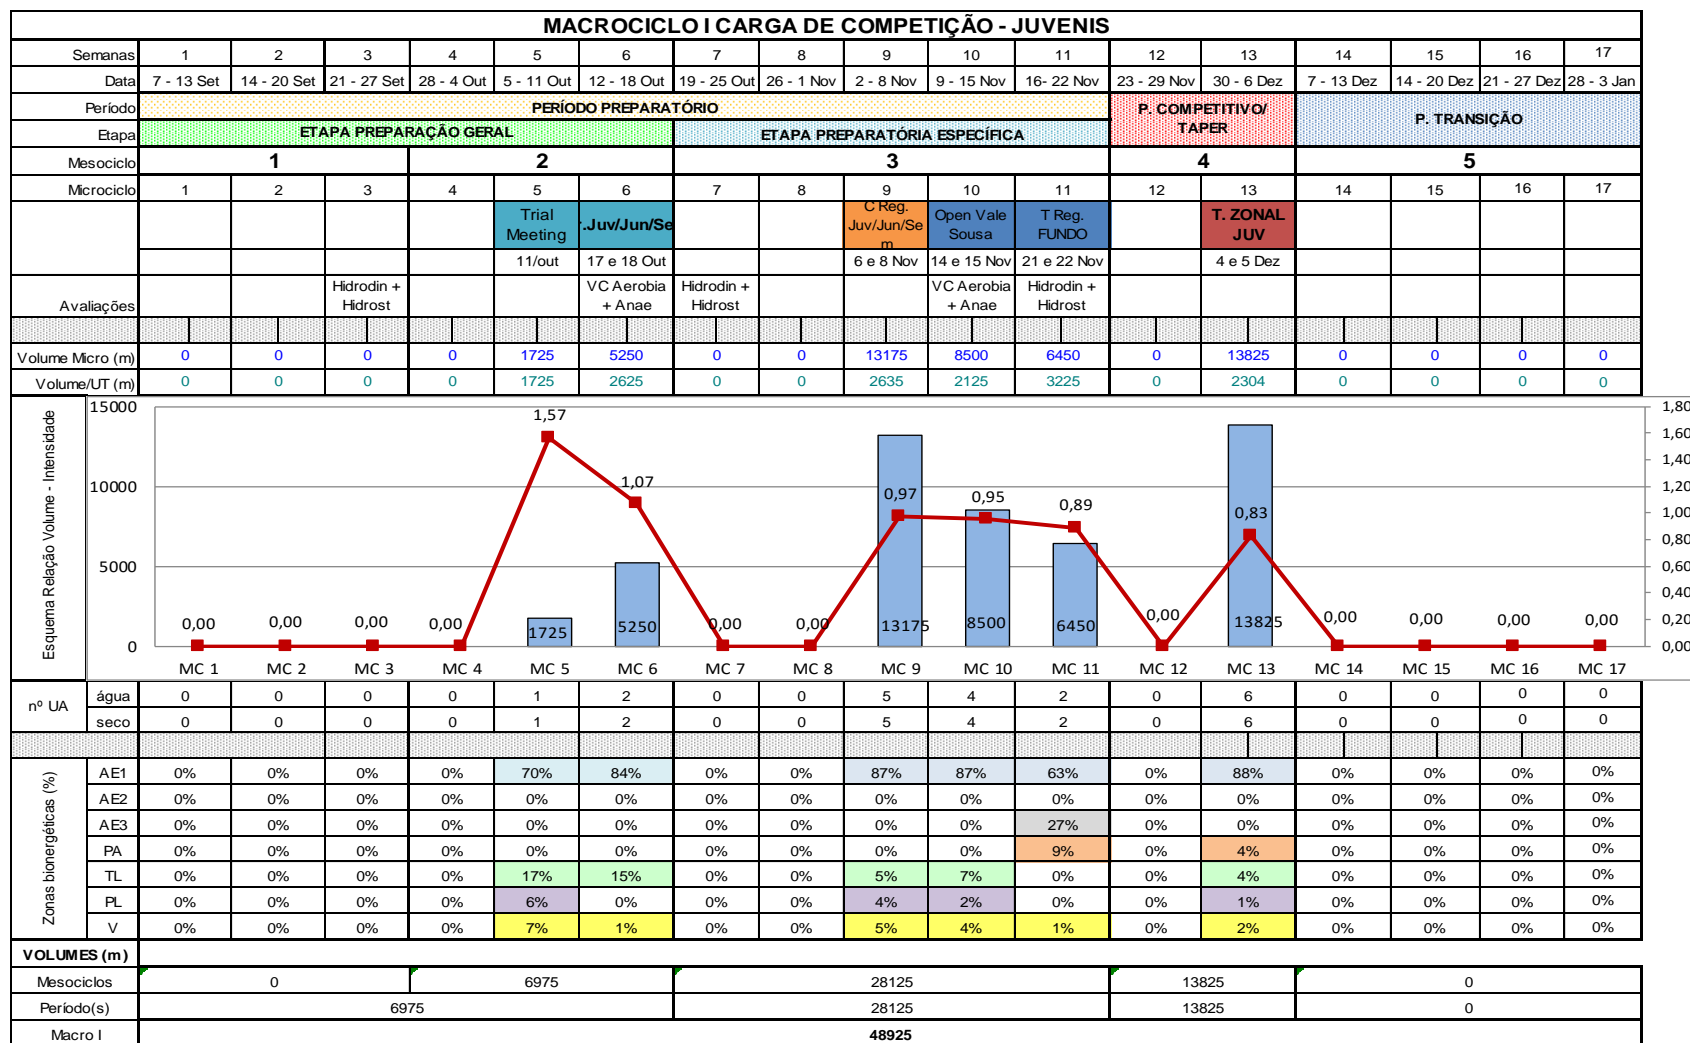 MACROCICLO I CARGA DE COMPETIÇÃO - JUVENIS
Semanas 1 2 3 4 5 6 7 8 9 10 11 12 13 14 15 16 17
Data 7 - 13 Set 14 - 20 Set 21 - 27 Set 28 - 4 Out 5 - 11 Out 12 - 18 Out 19 - 25 Out 26 - 1 Nov 2 - 8 Nov 9 - 15 Nov 16- 22 Nov 23 - 29 Nov 30 - 6 Dez 7 - 13 Dez 14 - 20 Dez 21 - 27 Dez 28 - 3 Jan
Período PERÍODO PREPARATÓRIO P. COMPETITIVO/ TAPER P. TRANSIÇÃO
Etapa ETAPA PREPARAÇÃO GERAL ETAPA PREPARATÓRIA ESPECÍFICA
Mesociclo 1 2 3 4 5
Microciclo 1 2 3 4 5 6 7 8 9 10 11 12 13 14 15 16 17
Trial Meeting .Juv/Jun/Se C Reg. Juv/Jun/Se m Open Vale Sousa T Reg. FUNDO T. ZONAL JUV
11/out 17 e 18 Out 6 e 8 Nov 14 e 15 Nov 21 e 22 Nov 4 e 5 Dez
Avaliações Hidrodin + Hidrost VC Aerobia + Anae Hidrodin + Hidrost VC Aerobia + Anae Hidrodin + Hidrost
Volume Micro (m) 0 0 0 0 1725 5250 0 0 13175 8500 6450 0 13825 0 0 0 0
Volume/UT (m) 0 0 0 0 1725 2625 0 0 2635 2125 3225 0 2304 0 0 0 0
Esquema Relação Volume - Intensidade
15000
10000
5000
0
1,80
1,60
1,40
1,20
1,00
0,80
0,60
0,40
0,20
0,00
0,00 0,00 0,00 0,00 1,57 1,07 0,00 0,00 0,97 0,95 0,89 0,00 0,83 0,00 0,00 0,00 0,00
1725 5250 13175 8500 6450 13825
MC 1 MC 2 MC 3 MC 4 MC 5 MC 6 MC 7 MC 8 MC 9 MC 10 MC 11 MC 12 MC 13 MC 14 MC 15 MC 16 MC 17
nº UA
água 0 0 0 0 1 2 0 0 5 4 2 0 6 0 0 0 0
seco 0 0 0 0 1 2 0 0 5 4 2 0 6 0 0 0 0
Zonas bionergéticas (%)
AE1 0% 0% 0% 0% 70% 84% 0% 0% 87% 87% 63% 0% 88% 0% 0% 0% 0%
AE2 0% 0% 0% 0% 0% 0% 0% 0% 0% 0% 0% 0% 0% 0% 0% 0% 0%
AE3 0% 0% 0% 0% 0% 0% 0% 0% 0% 0% 27% 0% 0% 0% 0% 0% 0%
PA 0% 0% 0% 0% 0% 0% 0% 0% 0% 0% 9% 0% 4% 0% 0% 0% 0%
TL 0% 0% 0% 0% 17% 15% 0% 0% 5% 7% 0% 0% 4% 0% 0% 0% 0%
PL 0% 0% 0% 0% 6% 0% 0% 0% 4% 2% 0% 0% 1% 0% 0% 0% 0%
V 0% 0% 0% 0% 7% 1% 0% 0% 5% 4% 1% 0% 2% 0% 0% 0% 0%
VOLUMES (m)
Mesociclos 0 6975 28125 13825 0
Período(s) 6975 28125 13825 0
Macro I 48925